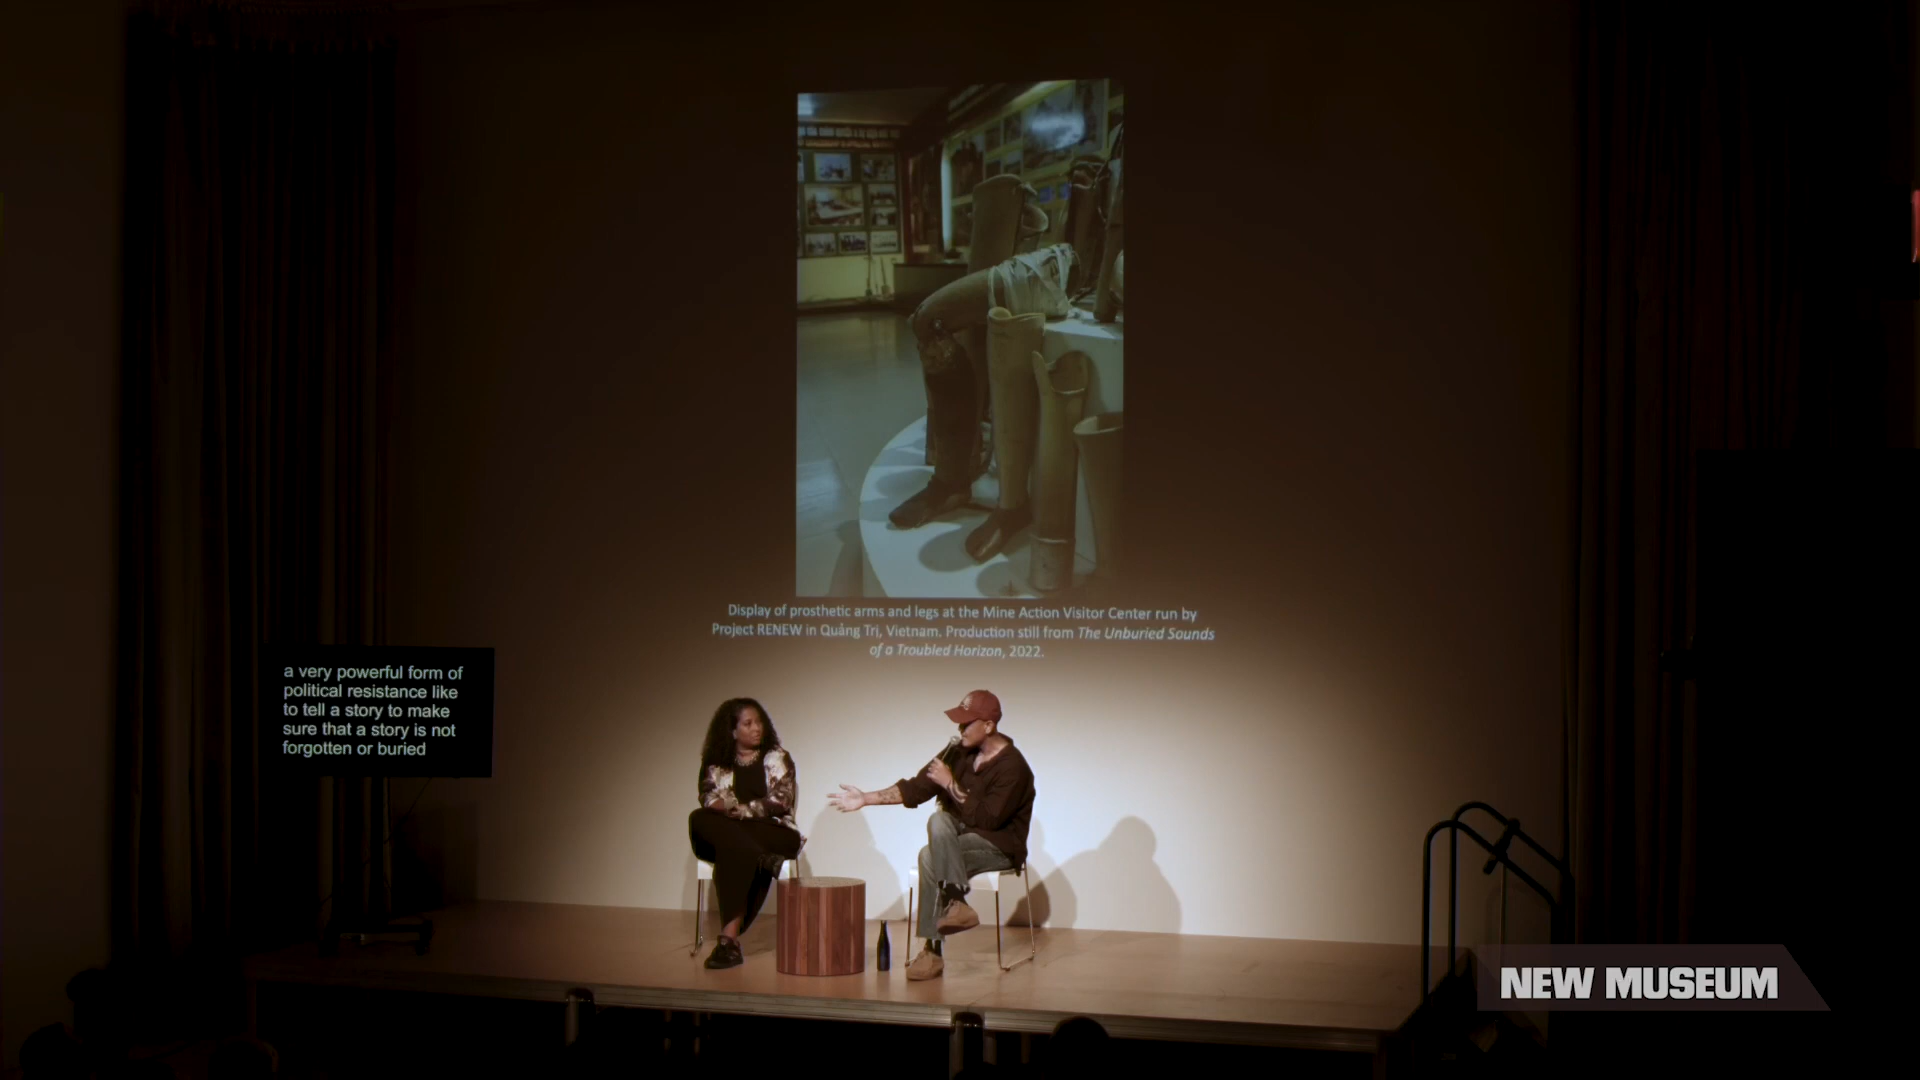 Display of prosthetic arms and legs at the Mine Action Visitor Center run by
Project RENEW in Quảng Trị, Vietnam. Production still from The Unburied Sounds
of a Troubled Horizon, 2022.
a very powerful form of
political resistance like
to tell a story to make
sure that a story is not
forgotten or buried
NEW MUSEUM